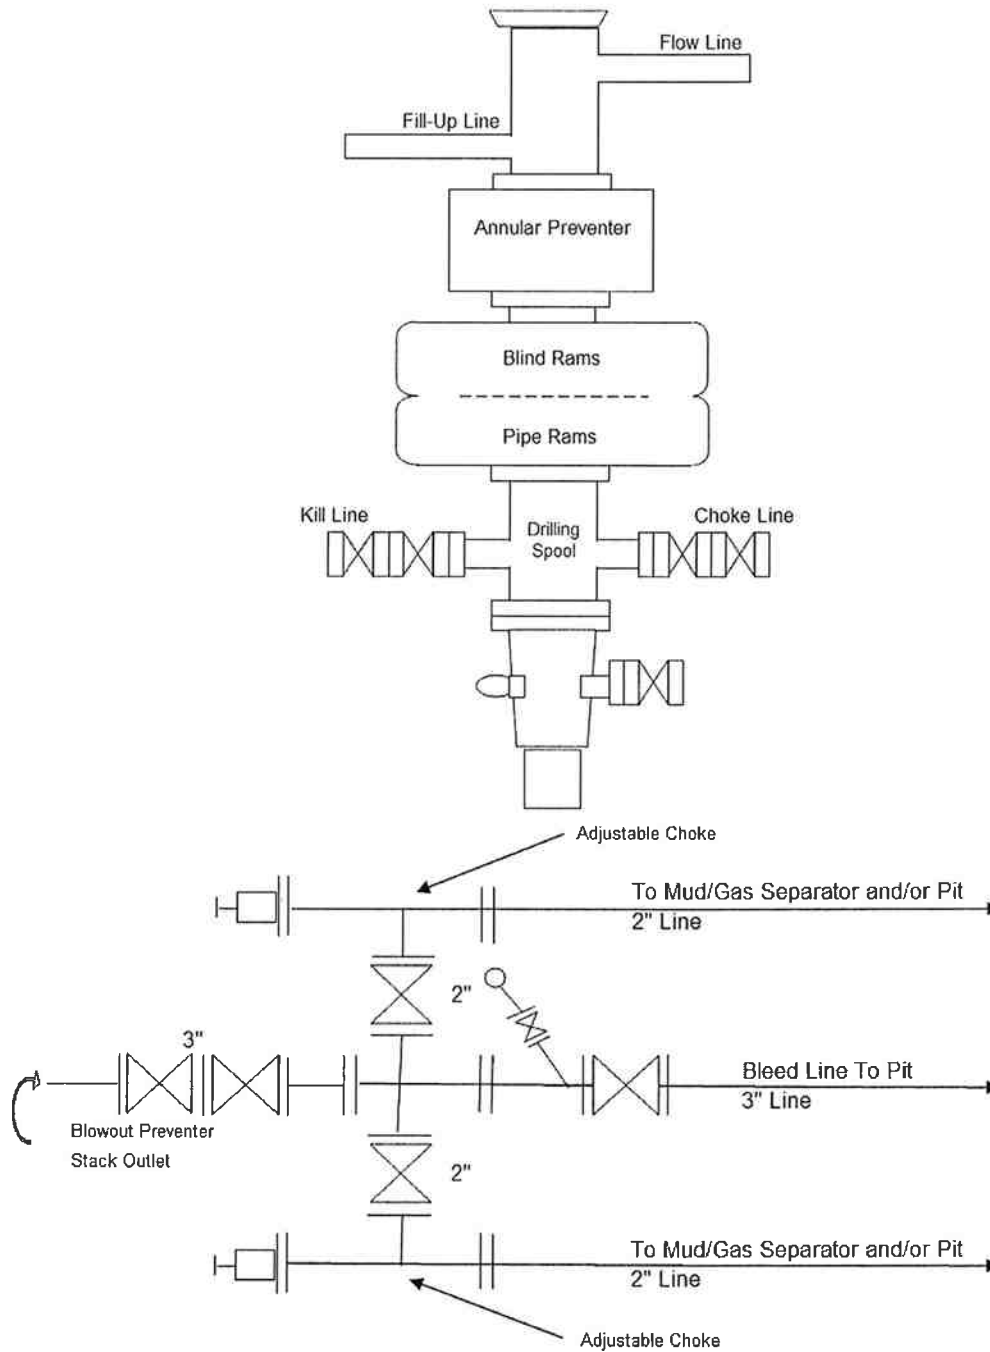 Flow Line
Fill-Up Line
Annular Preventer
Blind Rams
Pipe Rams
Kill Line
Drilling
Spool
Choke Line
Adjustable Choke
To Mud/Gas Separator and/or Pit
2" Line
2"
3"
Bleed Line To Pit
3" Line
Blowout Preventer
Stack Outlet
2"
To Mud/Gas Separator and/or Pit
2" Line
Adjustable Choke